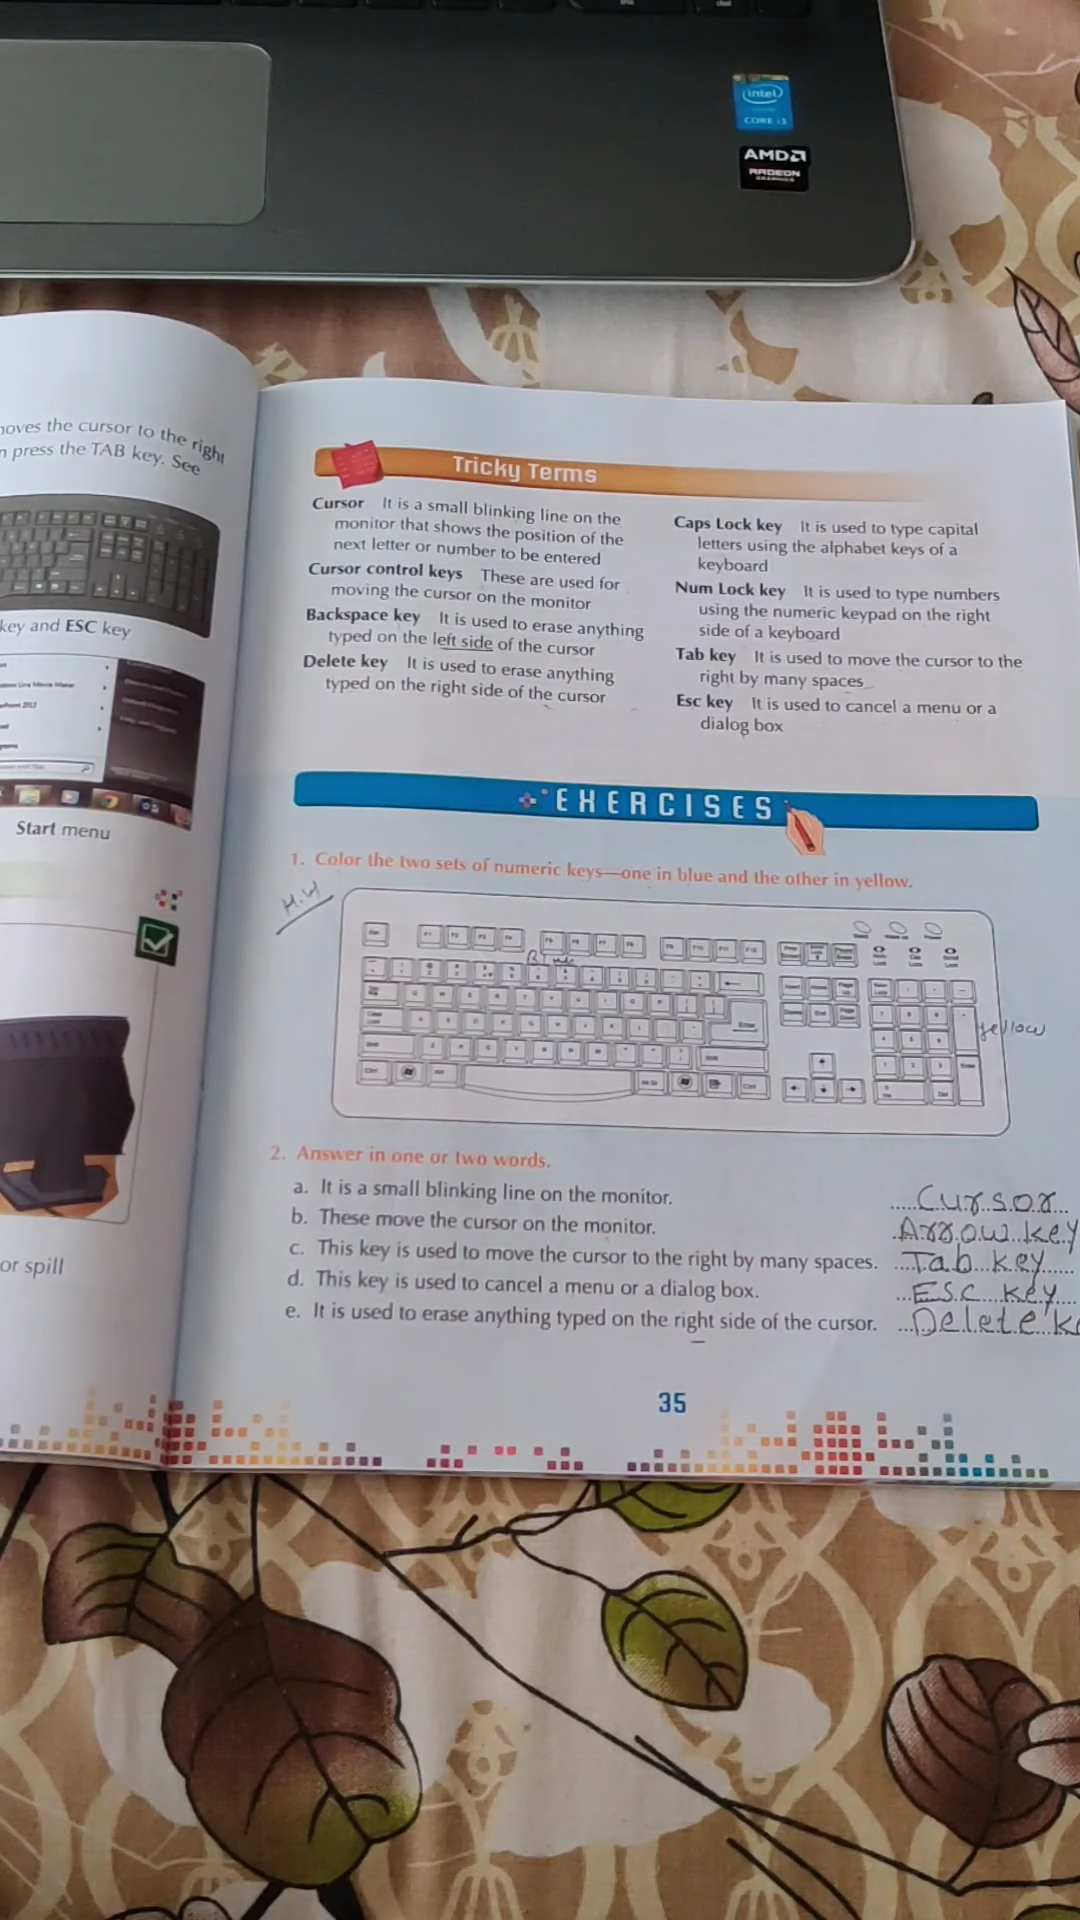 intel
CORE i3
AMD
RADEON
GRAPHICS
moves the cursor to the right
press the TAB key. See
key and ESC key
Start menu
or spill
Tricky Terms
Cursor It is a small blinking line on the
monitor that shows the position of the
next letter or number to be entered
Cursor control keys These are used for
moving the cursor on the monitor
Backspace key It is used to erase anything
typed on the left side of the cursor
Delete key It is used to erase anything
typed on the right side of the cursor
Caps Lock key It is used to type capital
letters using the alphabet keys of a
keyboard
Num Lock key It is used to type numbers
using the numeric keypad on the right
side of a keyboard
Tab key It is used to move the cursor to the
right by many spaces
Esc key It is used to cancel a menu or a
dialog box
EXERCISES
1. Color the two sets of numeric keys—one in blue and the other in yellow.
H.W
Blue
yellow
2. Answer in one or two words.
a. It is a small blinking line on the monitor. Cursor
b. These move the cursor on the monitor. Arrow key
c. This key is used to move the cursor to the right by many spaces. Tab key
d. This key is used to cancel a menu or a dialog box. ESC key
e. It is used to erase anything typed on the right side of the cursor. Delete ke
35